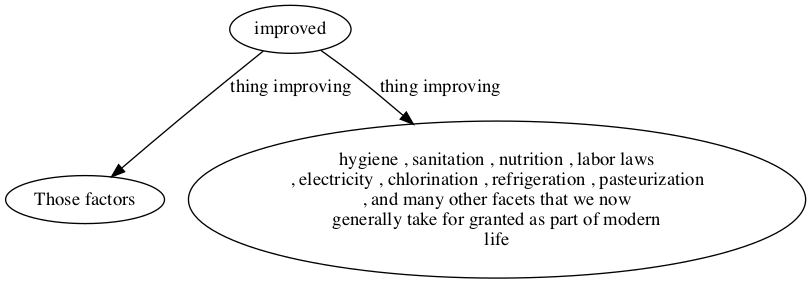 improved
thing improving
thing improving
hygiene , sanitation , nutrition , labor laws
, electricity , chlorination , refrigeration , pasteurization
Those factors
, and many other facets that we now
generally take for granted as part of modern
life